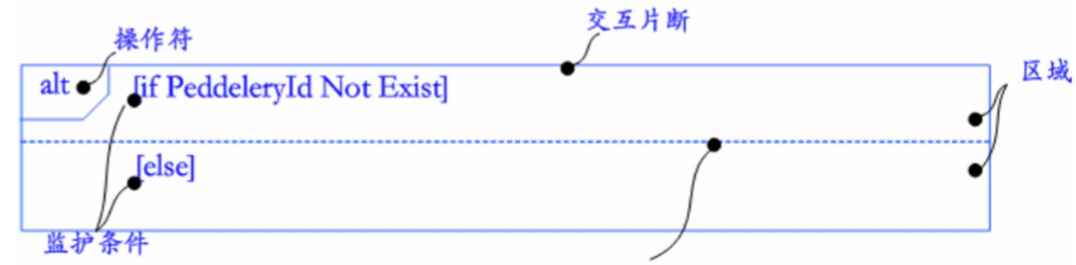 交互片断
操作符
区域
alt
[if PeddeleryId Not Exist]
[else]
监护条件